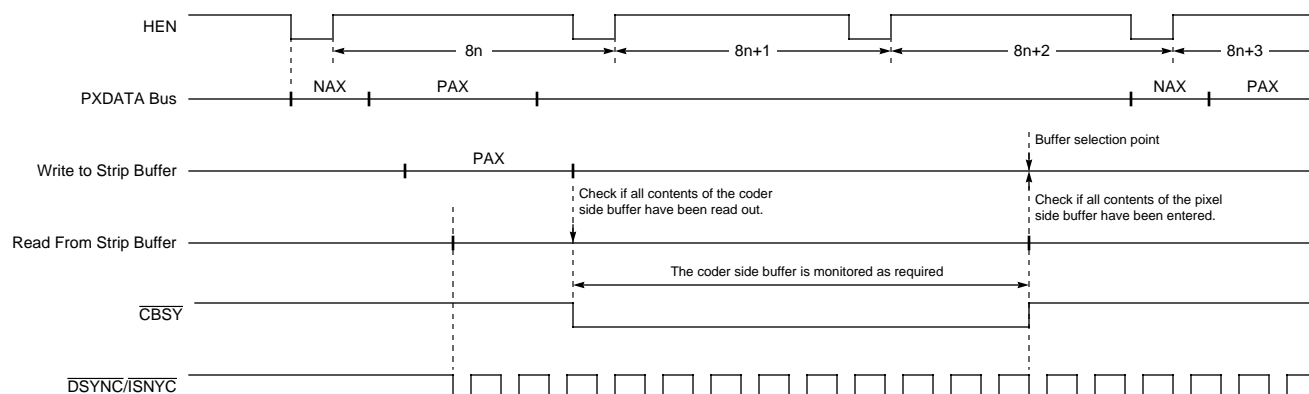 HEN
8n
8n+1
8n+2
8n+3
NAX
PAX
NAX
PAX
PXDATA Bus
Buffer selection point
PAX
Write to Strip Buffer
Check if all contents of the coder
side buffer have been read out.
Check if all contents of the pixel
side buffer have been entered.
Read From Strip Buffer
The coder side buffer is monitored as required
CBSY
DSYNC/ISNYC